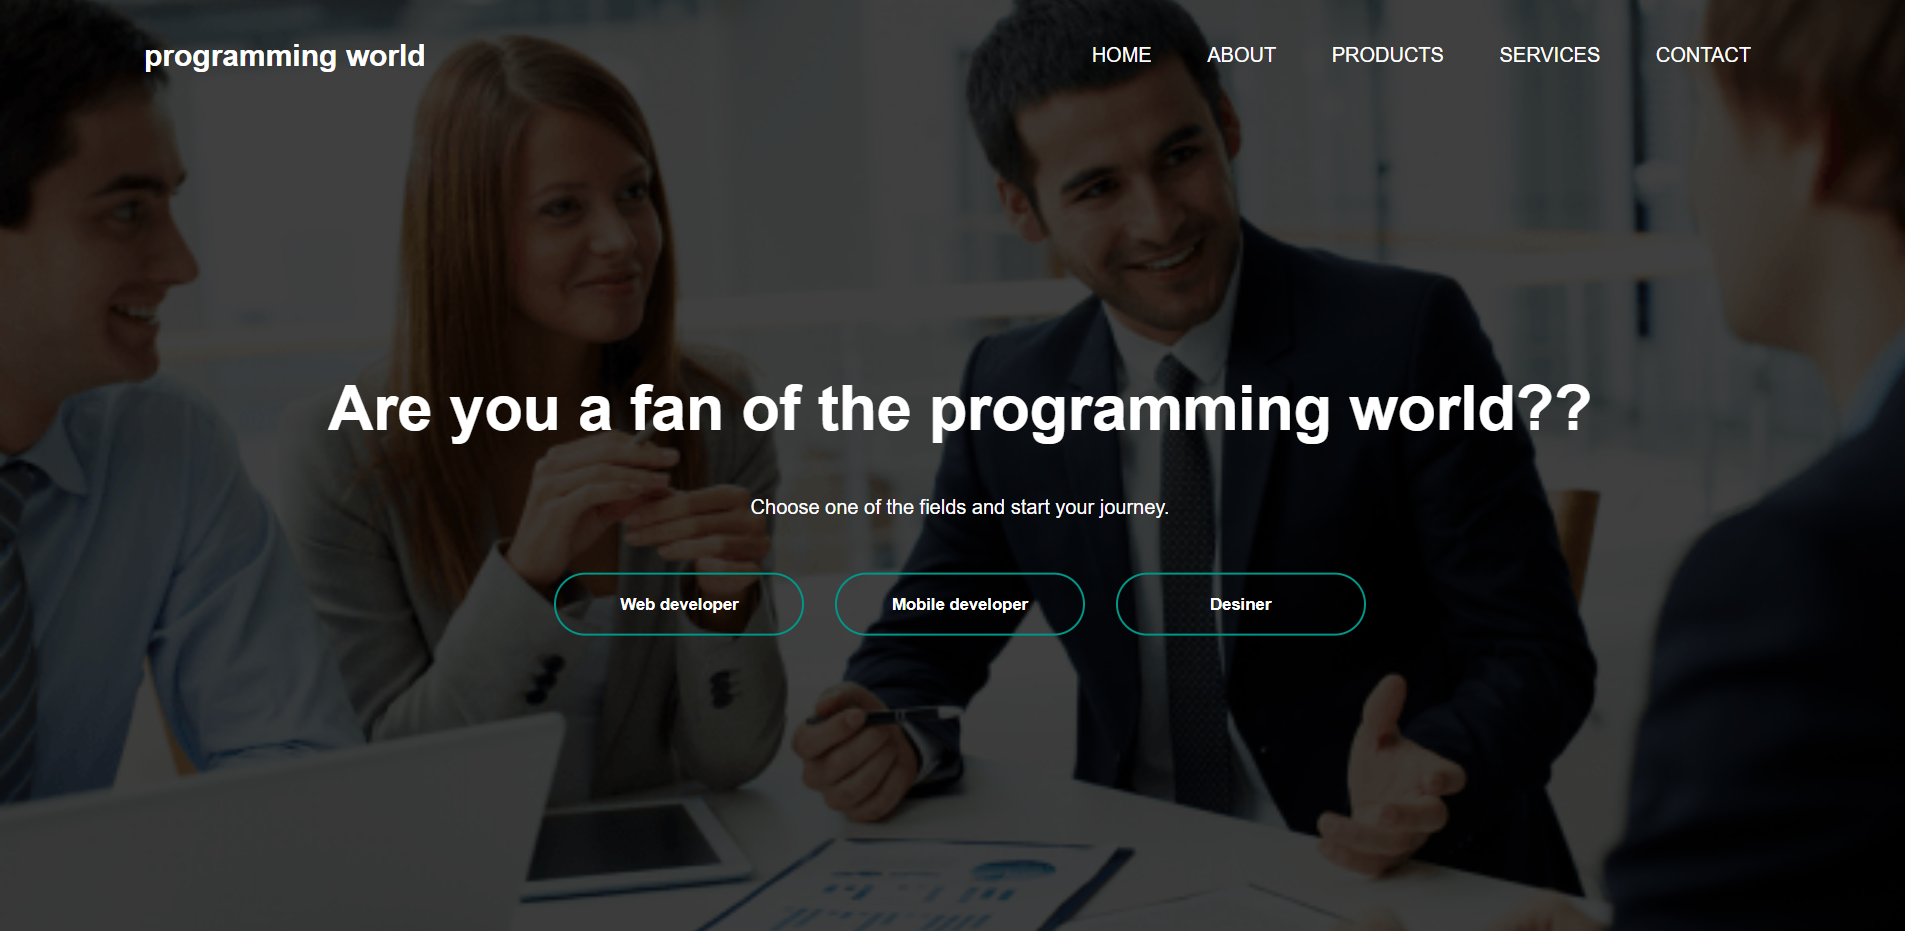 programming world
HOME ABOUT PRODUCTS SERVICES CONTACT
Are you a fan of the programming world??
Choose one of the fields and start your journey.
Web developer Mobile developer Desiner